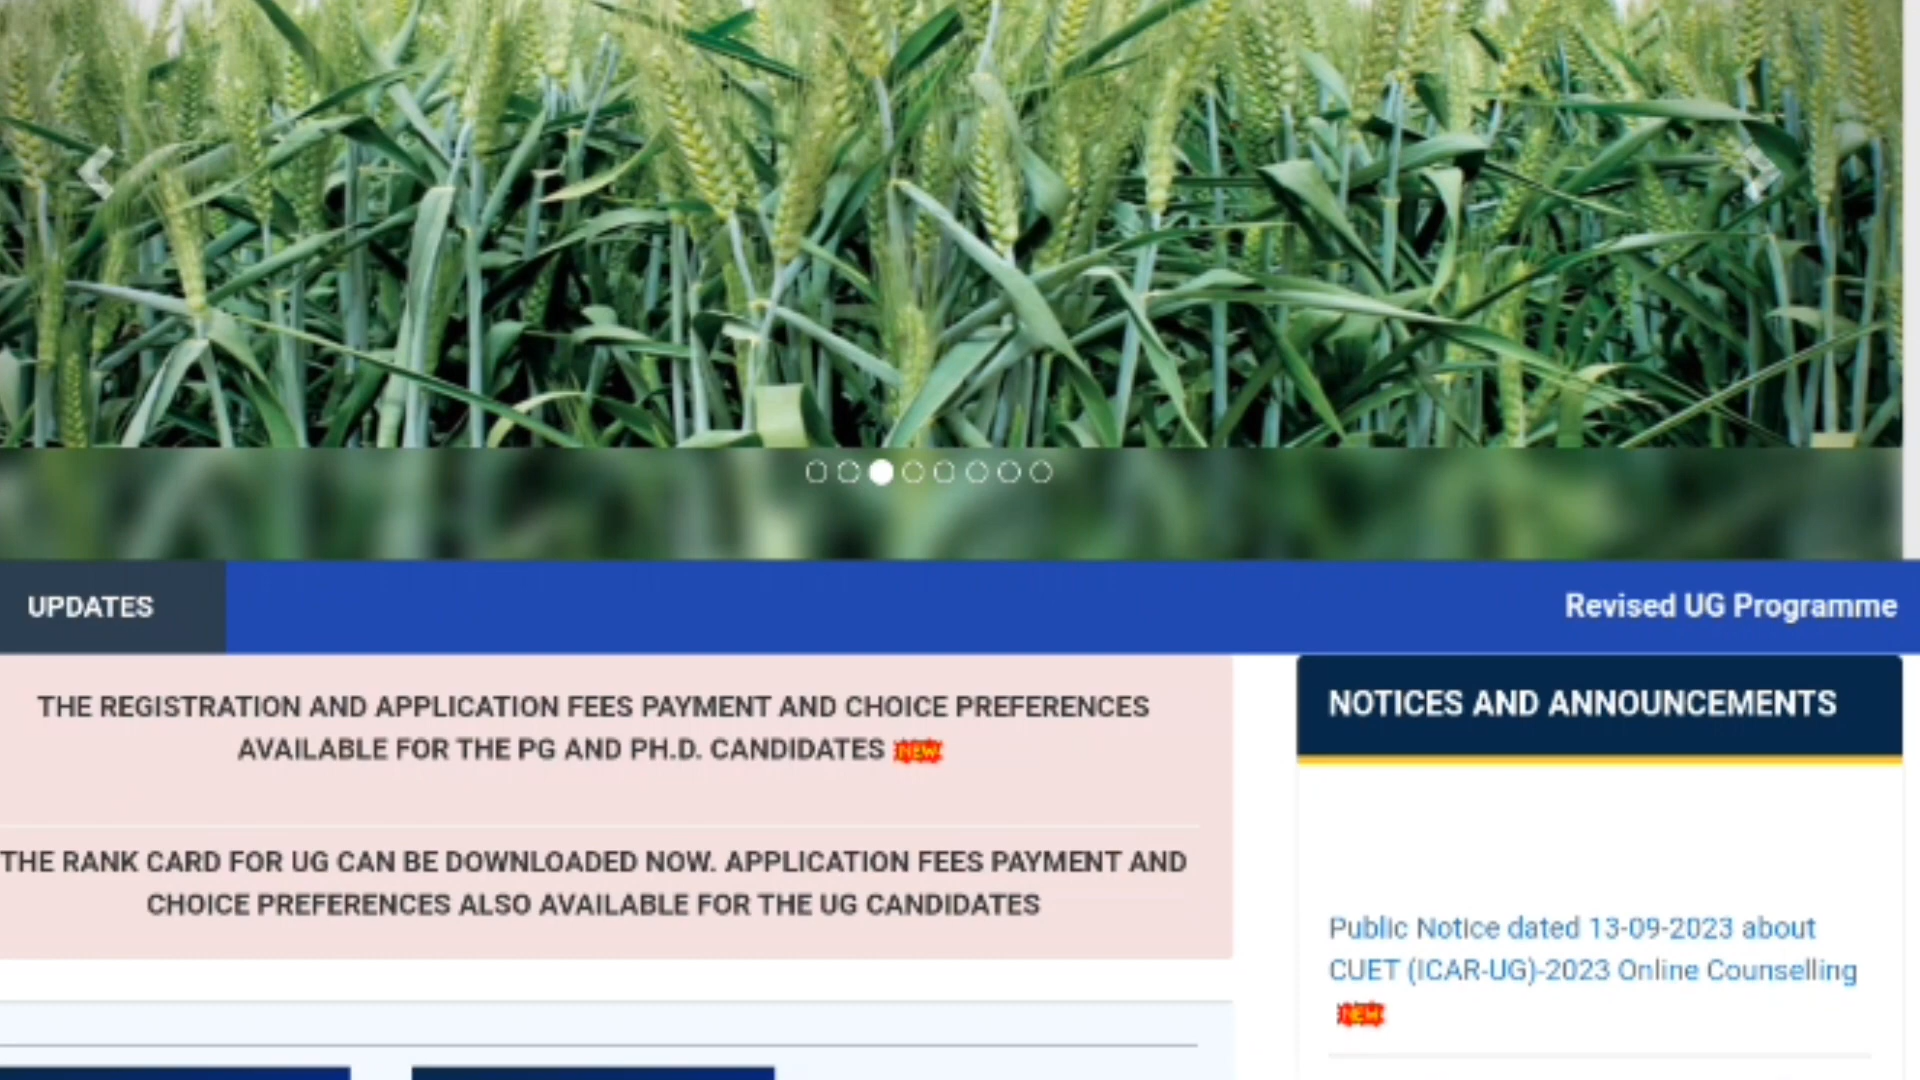 UPDATES
Revised UG Programme
THE REGISTRATION AND APPLICATION FEES PAYMENT AND CHOICE PREFERENCES
AVAILABLE FOR THE PG AND PH.D. CANDIDATES NEW
THE RANK CARD FOR UG CAN BE DOWNLOADED NOW. APPLICATION FEES PAYMENT AND
CHOICE PREFERENCES ALSO AVAILABLE FOR THE UG CANDIDATES
NOTICES AND ANNOUNCEMENTS
Public Notice dated 13-09-2023 about
CUET (ICAR-UG)-2023 Online Counselling
NEW